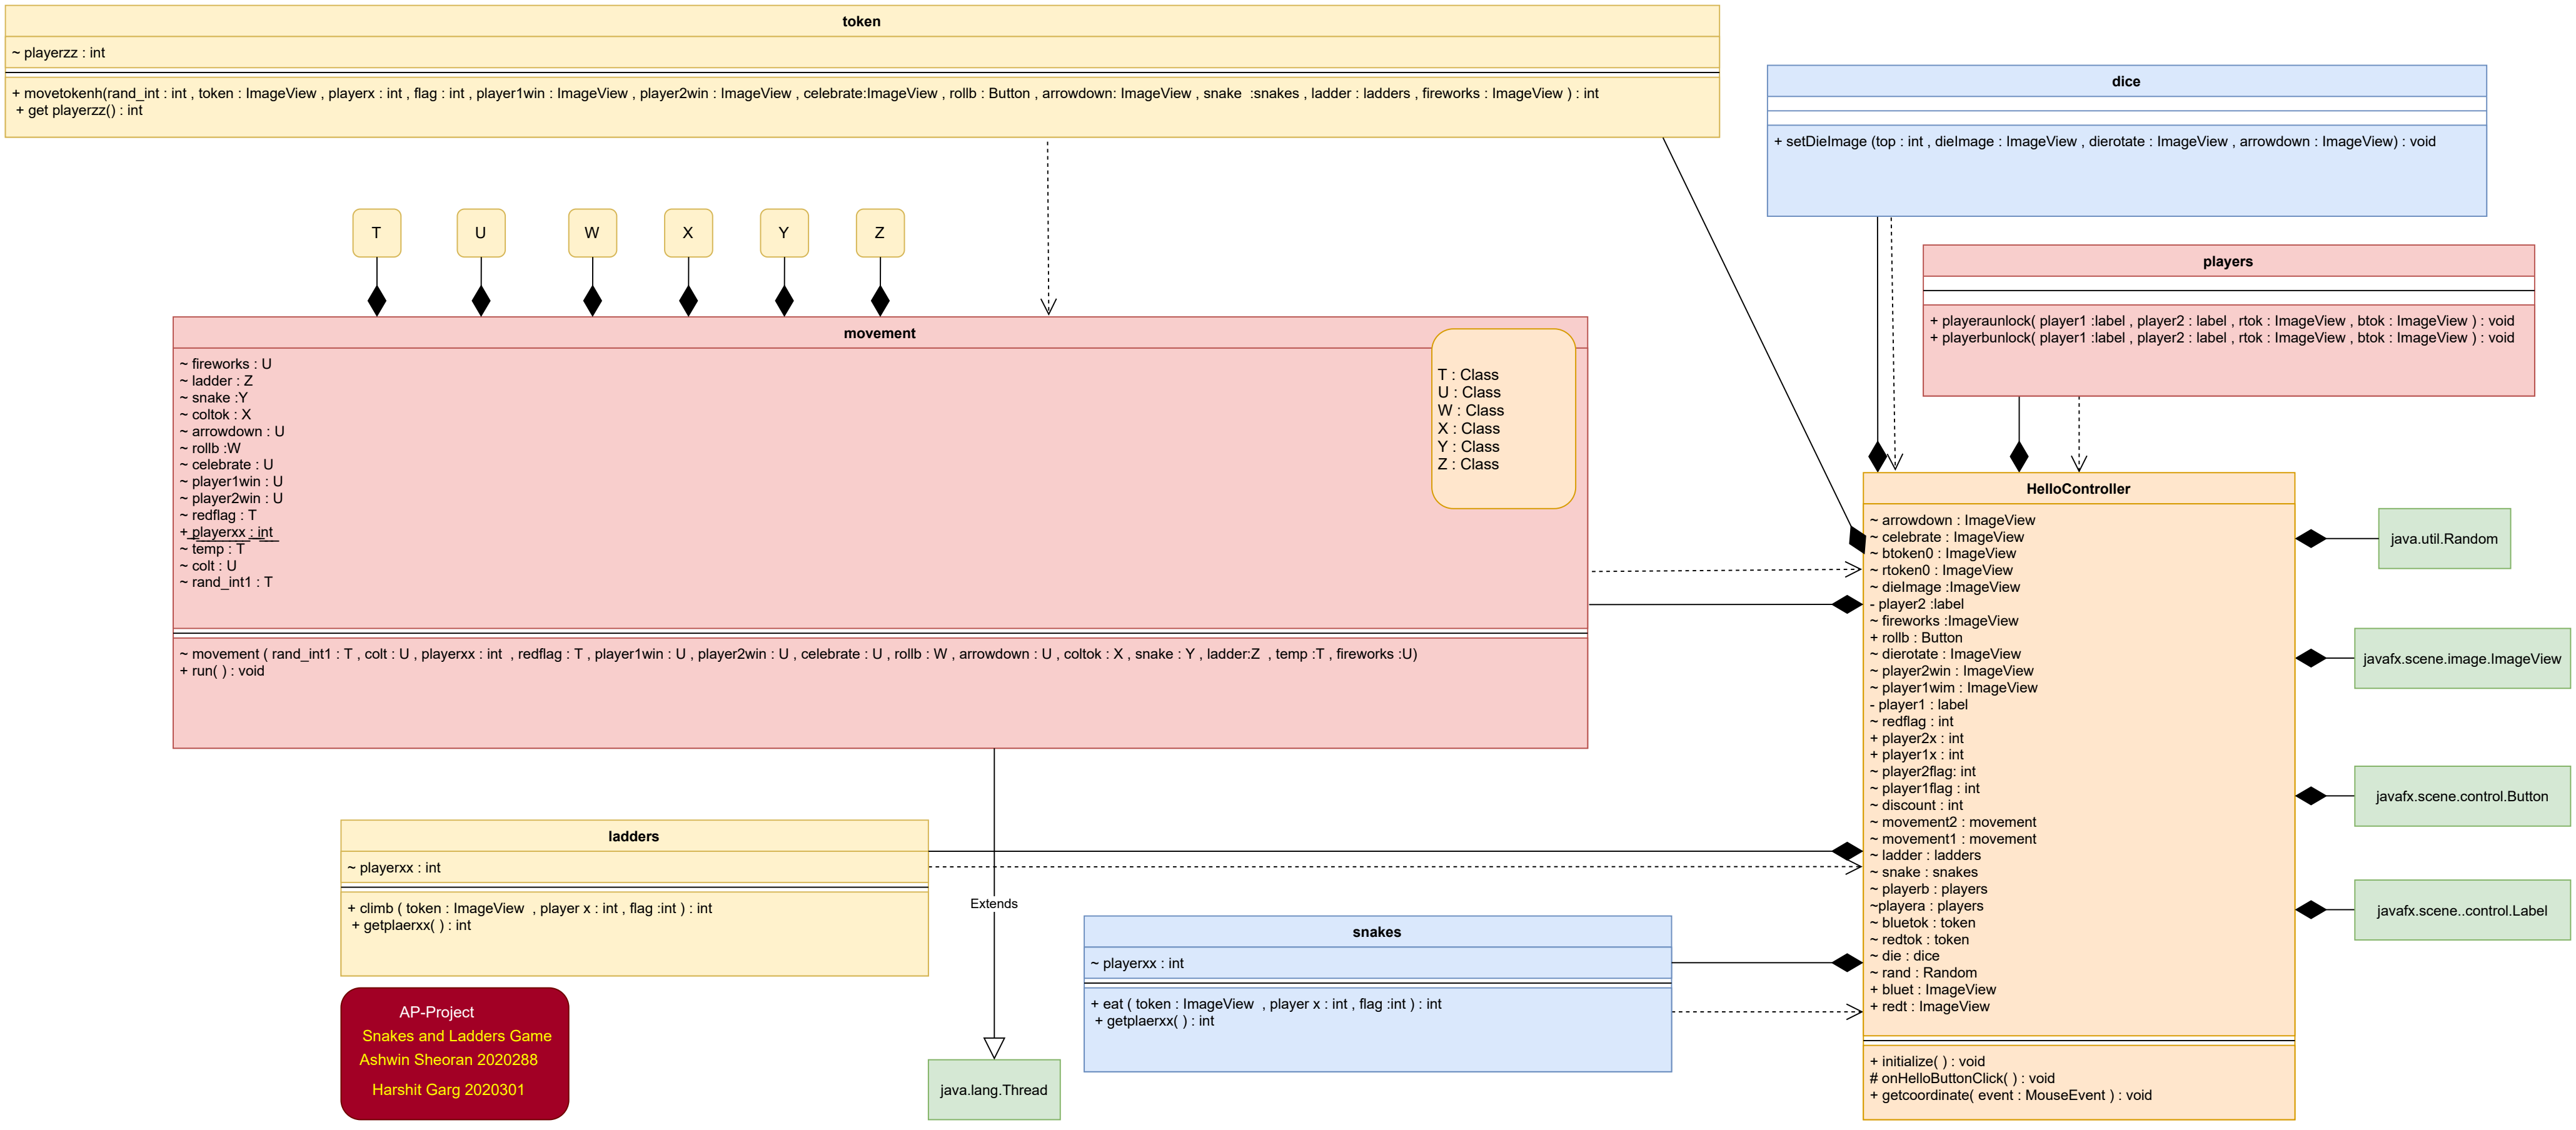 token
~ playerzz : int
+ movetokenh(rand_int : int , token : ImageView , playerx : int , flag : int , player1win : ImageView , player2win : ImageView , celebrate:ImageView , rollb : Button , arrowdown: ImageView , snake  :snakes , ladder : ladders , fireworks : ImageView ) : int
+ get playerzz() : int
dice
+ setDieImage (top : int , dieImage : ImageView , dierotate : ImageView , arrowdown : ImageView) : void
T
U
W
X
Y
Z
players
+ playeraunlock( player1 :label , player2 : label , rtok : ImageView , btok : ImageView ) : void
+ playerbunlock( player1 :label , player2 : label , rtok : ImageView , btok : ImageView ) : void
movement
~ fireworks : U
~ ladder : Z
~ snake :Y
~ coltok : X
~ arrowdown : U
~ rollb :W
~ celebrate : U
~ player1win : U
~ player2win : U
~ redflag : T
+ playerxx : int
~ temp : T
~ colt : U
~ rand_int1 : T
T : Class
U : Class
W : Class
X : Class
Y : Class
Z : Class
~ movement ( rand_int1 : T , colt : U , playerxx : int  , redflag : T , player1win : U , player2win : U , celebrate : U , rollb : W , arrowdown : U , coltok : X , snake : Y , ladder:Z  , temp :T , fireworks :U)
+ run( ) : void
HelloController
~ arrowdown : ImageView
~ celebrate : ImageView
~ btoken0 : ImageView
~ rtoken0 : ImageView
~ dieImage :ImageView
- player2 :label
~ fireworks :ImageView
+ rollb : Button
~ dierotate : ImageView
~ player2win : ImageView
~ player1wim : ImageView
- player1 : label
~ redflag : int
+ player2x : int
+ player1x : int
~ player2flag: int
~ player1flag : int
~ discount : int
~ movement2 : movement
~ movement1 : movement
~ ladder : ladders
~ snake : snakes
~ playerb : players
~playera : players
~ bluetok : token
~ redtok : token
~ die : dice
~ rand : Random
+ bluet : ImageView
+ redt : ImageView
+ initialize( ) : void
# onHelloButtonClick( ) : void
+ getcoordinate( event : MouseEvent ) : void
java.util.Random
javafx.scene.image.ImageView
javafx.scene.control.Button
javafx.scene..control.Label
ladders
~ playerxx : int
+ climb ( token : ImageView  , player x : int , flag :int ) : int
+ getplaerxx( ) : int
Extends
snakes
~ playerxx : int
+ eat ( token : ImageView  , player x : int , flag :int ) : int
+ getplaerxx( ) : int
java.lang.Thread
AP-Project
Snakes and Ladders Game
Ashwin Sheoran 2020288
Harshit Garg 2020301